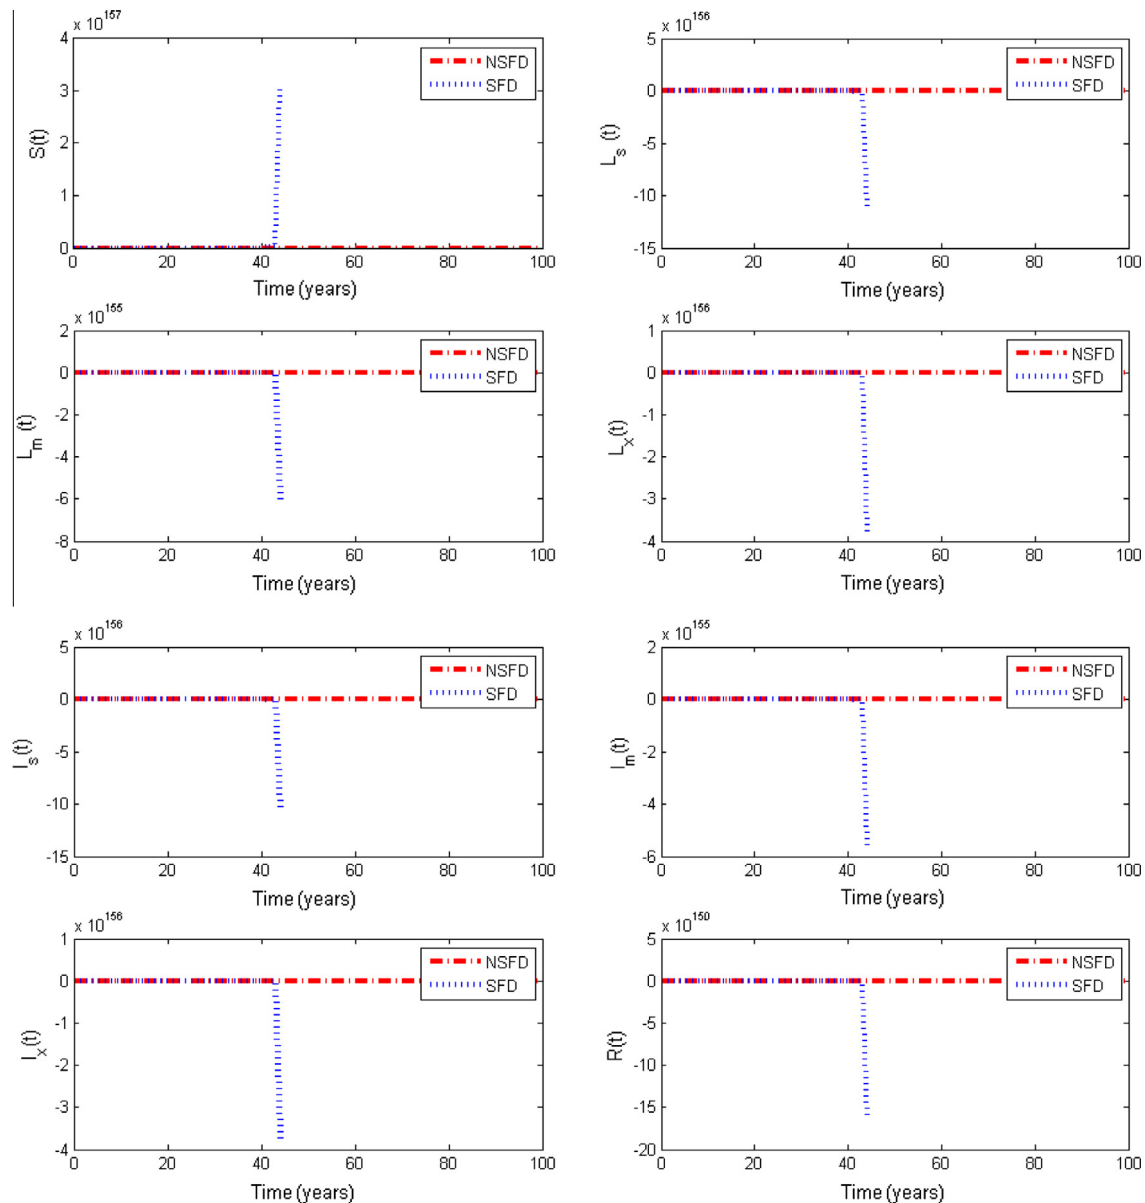 x 10^157
4
3
2
1
0
S(t)
NSFD
SFD
0 20 40 60 80 100
Time (years)
x 10^156
5
0
-5
-10
-15
L_s (t)
NSFD
SFD
0 20 40 60 80 100
Time (years)
x 10^155
2
0
-2
-4
-6
-8
L_m (t)
NSFD
SFD
0 20 40 60 80 100
Time (years)
x 10^156
1
0
-1
-2
-3
-4
L_x(t)
NSFD
SFD
0 20 40 60 80 100
Time (years)
x 10^156
5
0
-5
-10
-15
I_s(t)
NSFD
SFD
0 20 40 60 80 100
Time (years)
x 10^155
2
0
-2
-4
-6
I_m(t)
NSFD
SFD
0 20 40 60 80 100
Time (years)
x 10^156
1
0
-1
-2
-3
-4
I_x(t)
NSFD
SFD
0 20 40 60 80 100
Time (years)
x 10^150
5
0
-5
-10
-15
-20
R(t)
NSFD
SFD
0 20 40 60 80 100
Time (years)